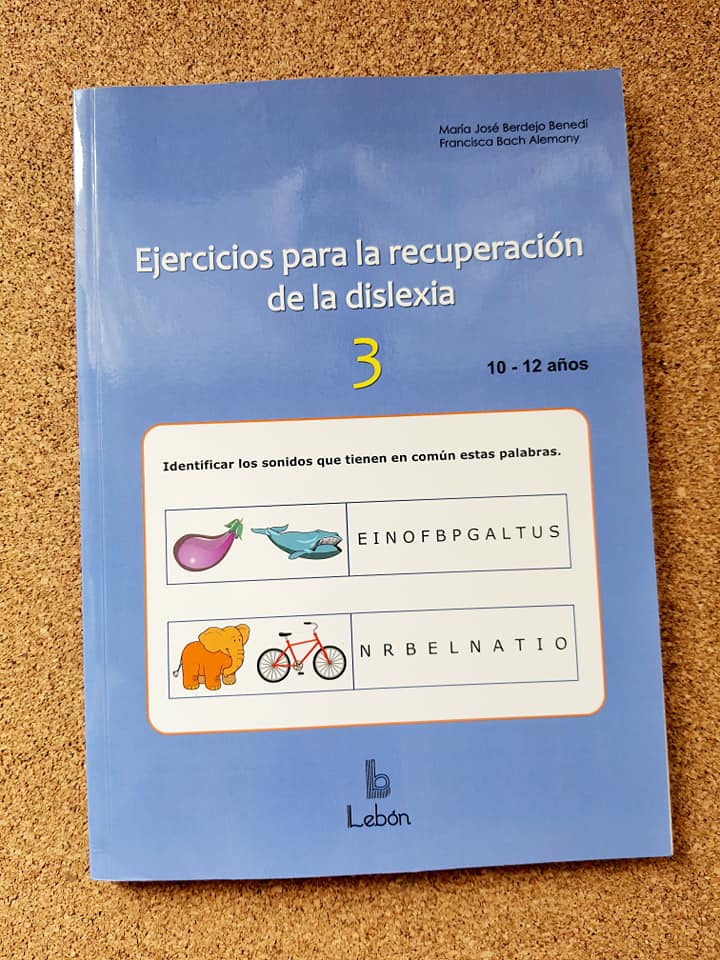 María José Berdejo Benedí
Francisca Bach Alemany
Ejercicios para la recuperación
de la dislexia
3
10 - 12 años
Identificar los sonidos que tienen en común estas palabras.
E I N O F B P G A L T U S
N R B E L N A T I O
Lebón